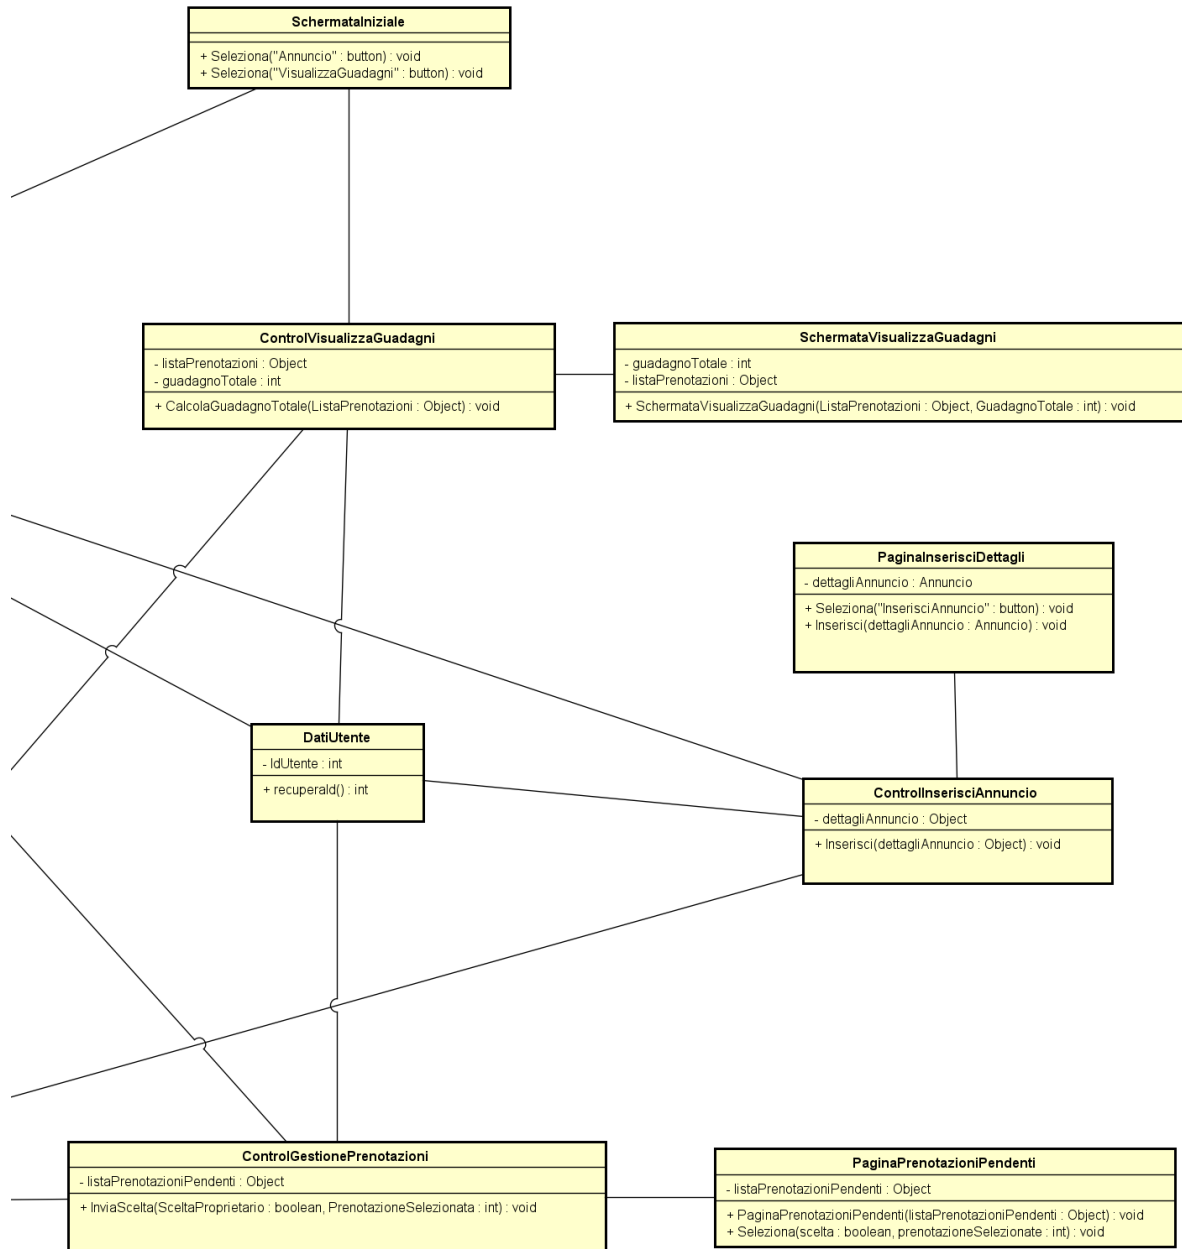 SchermataIniziale
+ Seleziona("Annuncio" : button) : void
+ Seleziona("VisualizzaGuadagni" : button) : void
ControlVisualizzaGuadagni
- listaPrenotazioni : Object
- guadagnoTotale : int
+ CalcolaGuadagnoTotale(ListaPrenotazioni : Object) : void
SchermataVisualizzaGuadagni
- guadagnoTotale : int
- listaPrenotazioni : Object
+ SchermataVisualizzaGuadagni(ListaPrenotazioni : Object, GuadagnoTotale : int) : void
PaginaInserisciDettagli
- dettagliAnnuncio : Annuncio
+ Seleziona("InserisciAnnuncio" : button) : void
+ Inserisci(dettagliAnnuncio : Annuncio) : void
DatiUtente
- IdUtente : int
+ recuperaId() : int
ControlInserisciAnnuncio
- dettagliAnnuncio : Object
+ Inserisci(dettagliAnnuncio : Object) : void
ControlGestionePrenotazioni
- listaPrenotazioniPendenti : Object
+ InviaScelta(SceltaProprietario : boolean, PrenotazioneSelezionata : int) : void
PaginaPrenotazioniPendenti
- listaPrenotazioniPendenti : Object
+ PaginaPrenotazioniPendenti(listaPrenotazioniPendenti : Object) : void
+ Seleziona(scelta : boolean, prenotazioneSelezionate : int) : void